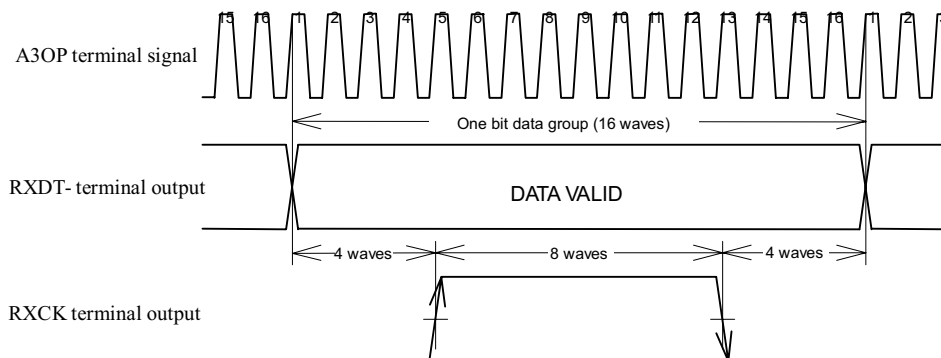 15 16 1 2 3 4 5 6 7 8 9 10 11 12 13 14 15 16 1 2
A3OP terminal signal
One bit data group (16 waves)
RXDT- terminal output
DATA VALID
4 waves 8 waves 4 waves
RXCK terminal output